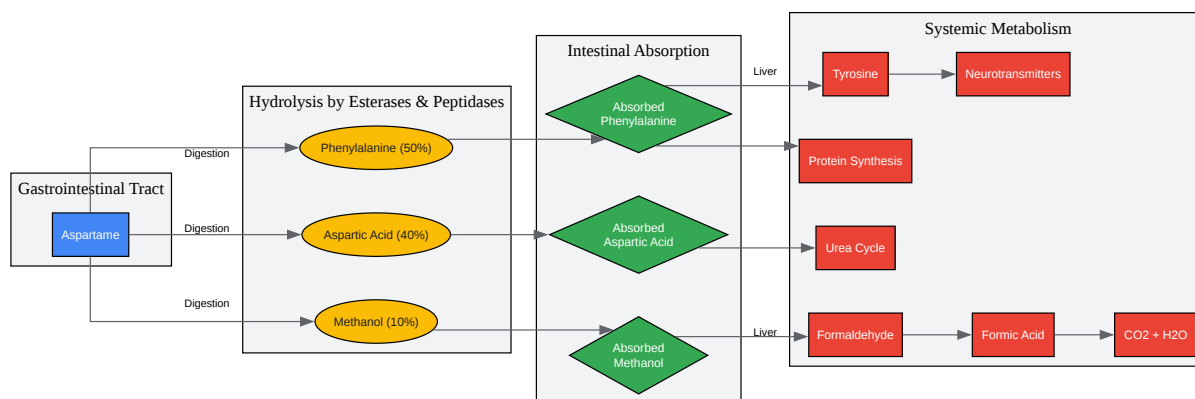 Systemic Metabolism
Intestinal Absorption
Liver
Tyrosine
Neurotransmitters
Hydrolysis by Esterases & Peptidases
Absorbed
Phenylalanine
Digestion
Phenylalanine (50%)
Protein Synthesis
Gastrointestinal Tract
Aspartame
Digestion
Aspartic Acid (40%)
Absorbed
Aspartic Acid
Urea Cycle
Digestion
Methanol (10%)
Absorbed
Methanol
Liver
Formaldehyde
Formic Acid
CO2 + H2O